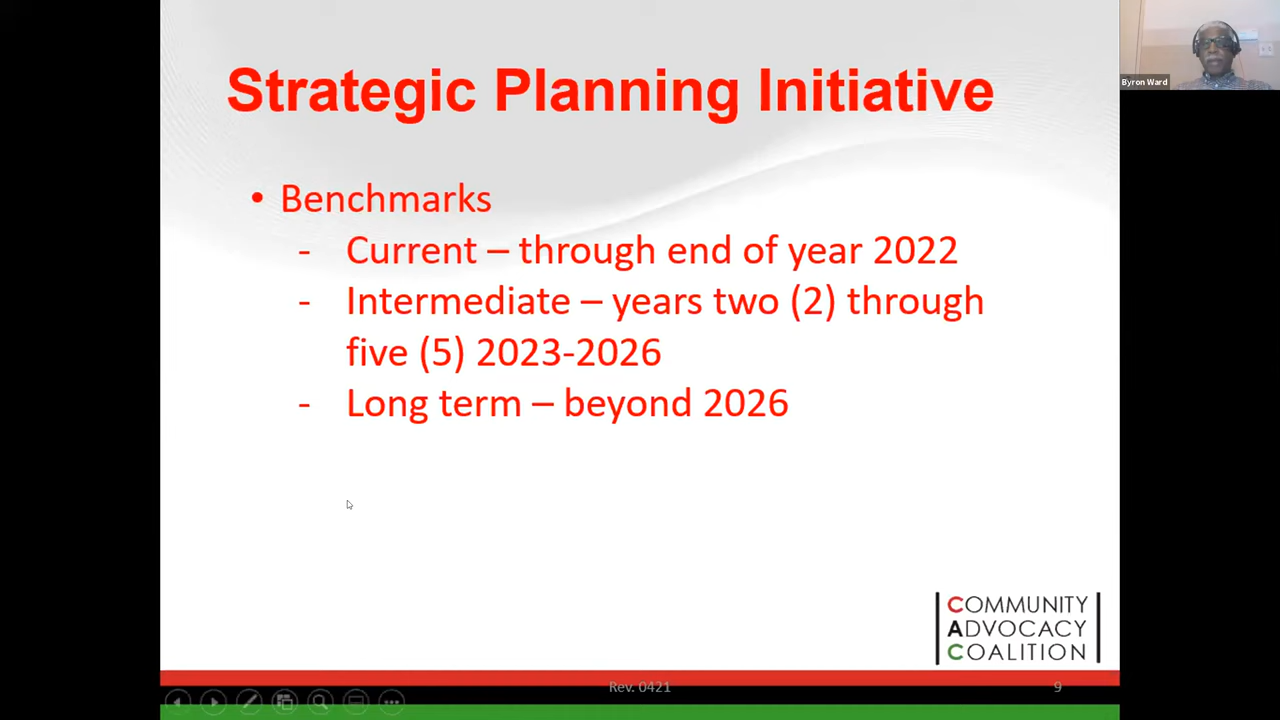 Strategic Planning Initiative
• Benchmarks
- Current – through end of year 2022
- Intermediate – years two (2) through
five (5) 2023-2026
- Long term – beyond 2026
COMMUNITY
ADVOCACY
COALITION
Rev. 0421
9
Byron Ward